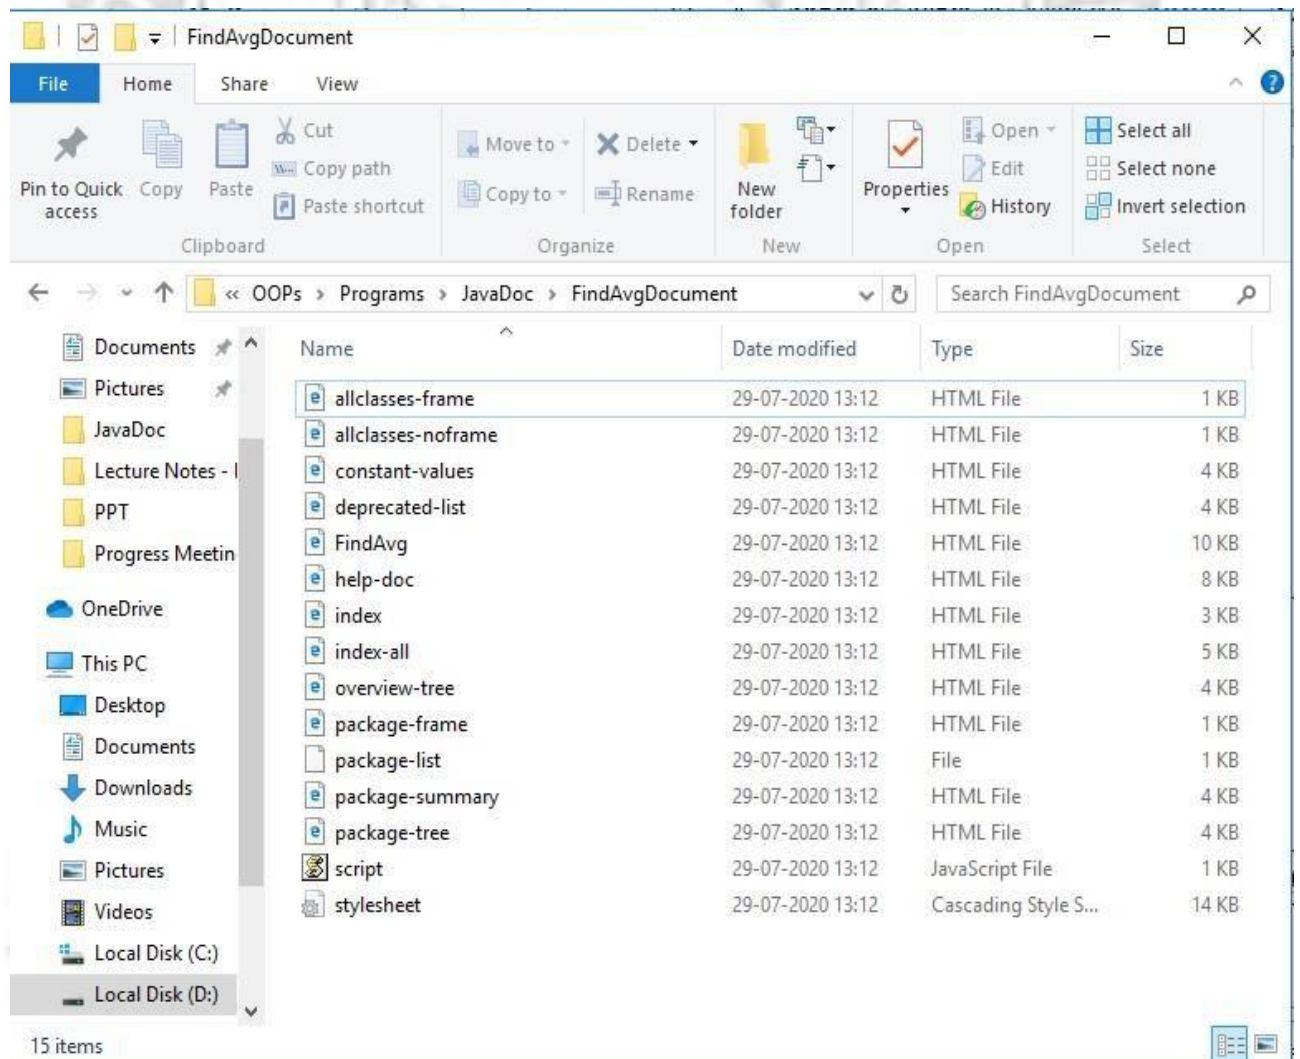 FindAvgDocument
File Home Share View
Pin to Quick access
Copy
Paste
Cut
Copy path
Paste shortcut
Clipboard
Move to
Copy to
Delete
Rename
Organize
New folder
New
Properties
Open
Edit
History
Open
Select all
Select none
Invert selection
Select
« OOPs › Programs › JavaDoc › FindAvgDocument
Search FindAvgDocument
Documents
Pictures
JavaDoc
Lecture Notes -
PPT
Progress Meetin
OneDrive
This PC
Desktop
Documents
Downloads
Music
Pictures
Videos
Local Disk (C:)
Local Disk (D:)
Name Date modified Type Size
allclasses-frame 29-07-2020 13:12 HTML File 1 KB
allclasses-noframe 29-07-2020 13:12 HTML File 1 KB
constant-values 29-07-2020 13:12 HTML File 4 KB
deprecated-list 29-07-2020 13:12 HTML File 4 KB
FindAvg 29-07-2020 13:12 HTML File 10 KB
help-doc 29-07-2020 13:12 HTML File 8 KB
index 29-07-2020 13:12 HTML File 3 KB
index-all 29-07-2020 13:12 HTML File 5 KB
overview-tree 29-07-2020 13:12 HTML File 4 KB
package-frame 29-07-2020 13:12 HTML File 1 KB
package-list 29-07-2020 13:12 File 1 KB
package-summary 29-07-2020 13:12 HTML File 4 KB
package-tree 29-07-2020 13:12 HTML File 4 KB
script 29-07-2020 13:12 JavaScript File 1 KB
stylesheet 29-07-2020 13:12 Cascading Style S... 14 KB
15 items